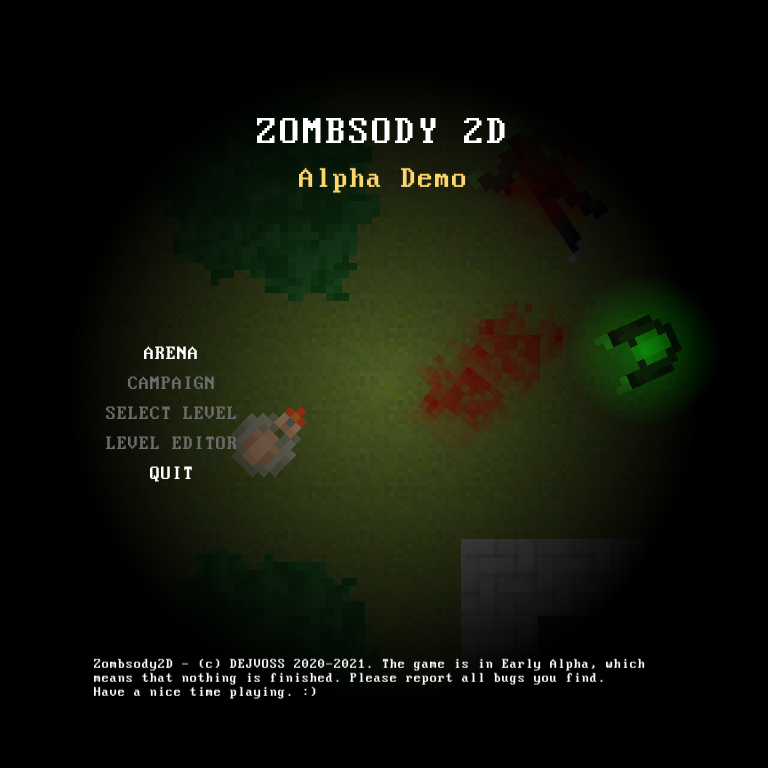 ZOMBSODY 2D
Alpha Demo
ARENA
CAMPAIGN
SELECT LEVEL
LEVEL EDITOR
QUIT
Zombsody2D - (c) DEJVOSS 2020-2021. The game is in Early Alpha, which
means that nothing is finished. Please report all bugs you find.
Have a nice time playing. :)